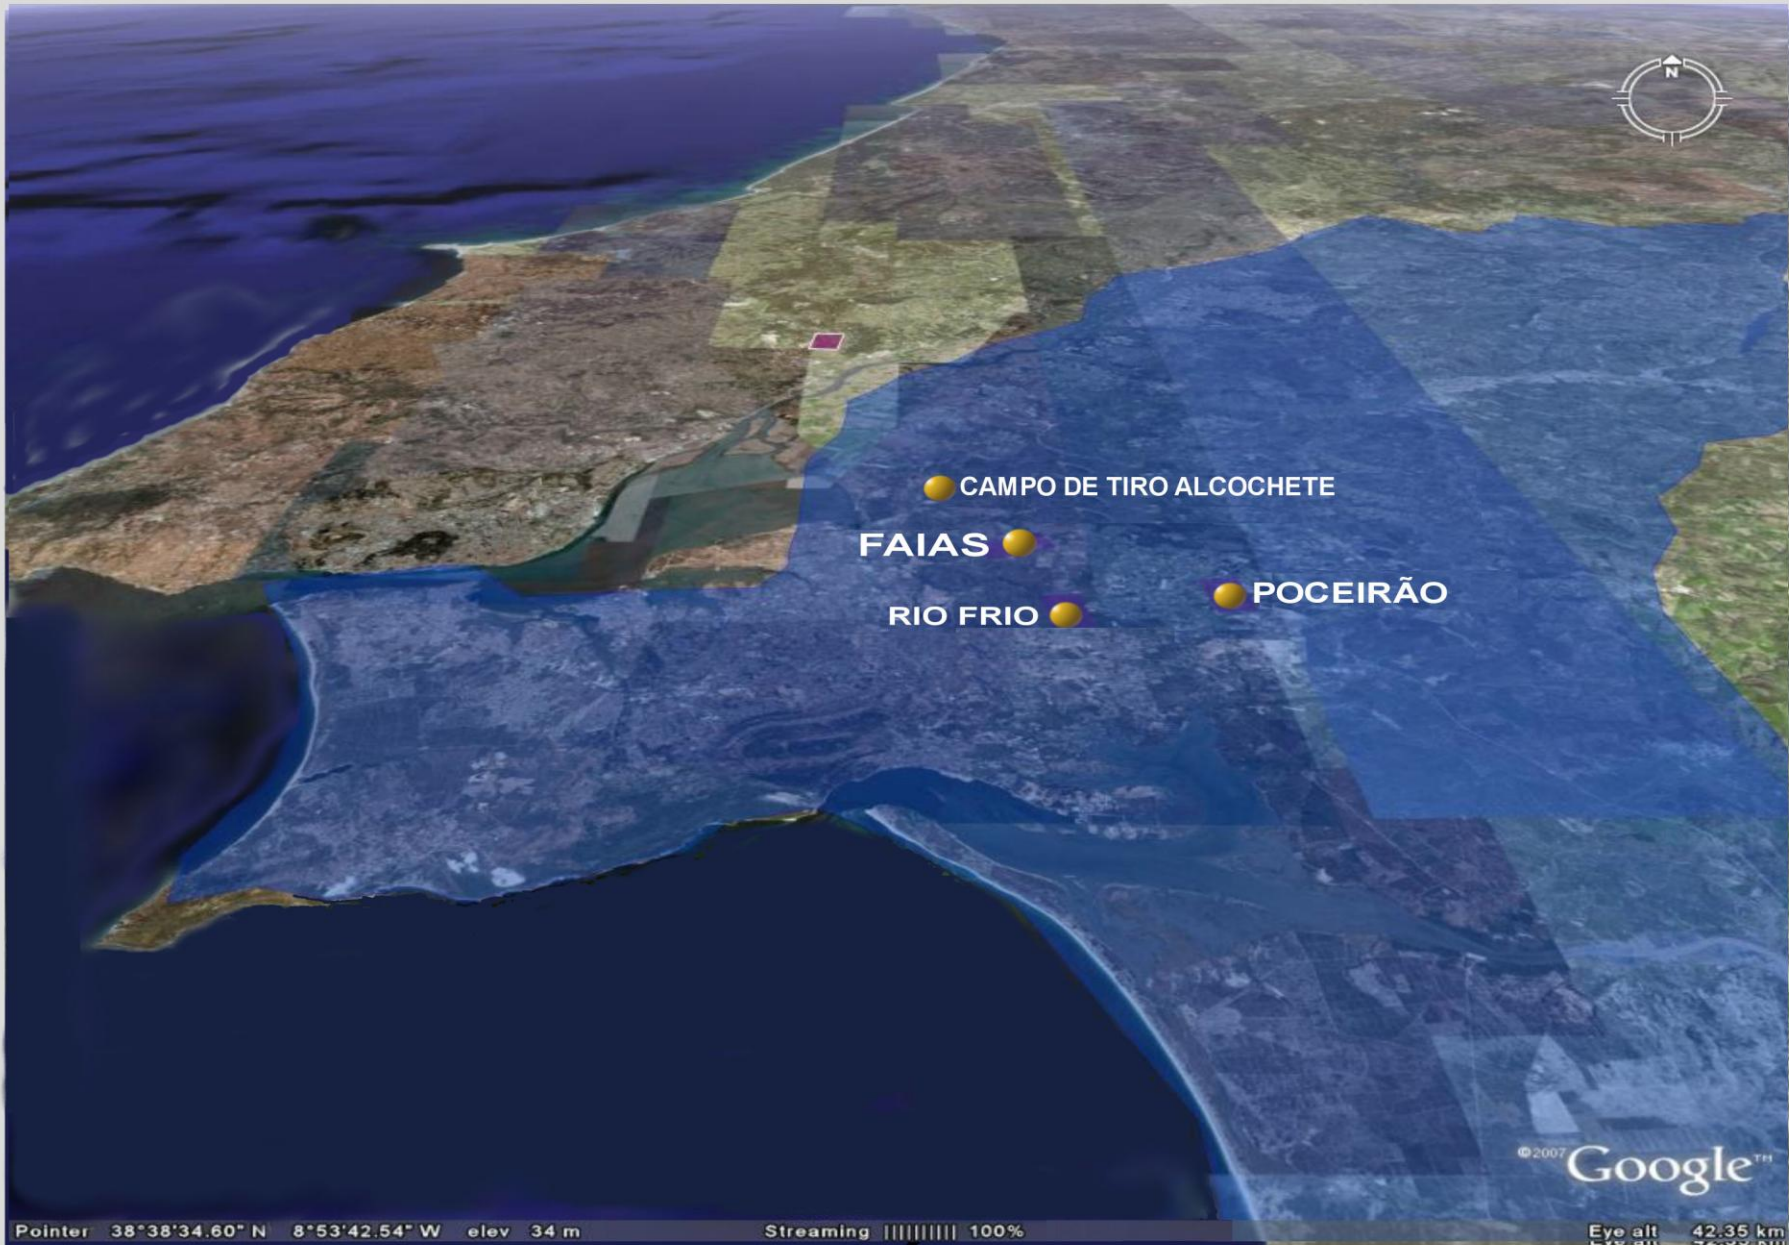 N
CAMPO DE TIRO ALCOCHETE
FAIAS
POCEIRÃO
RIO FRIO
©2007 Google™
Pointer 38°38'34.60" N 8°53'42.54" W elev 34 m Streaming |||||||||| 100% Eye alt 42.35 km